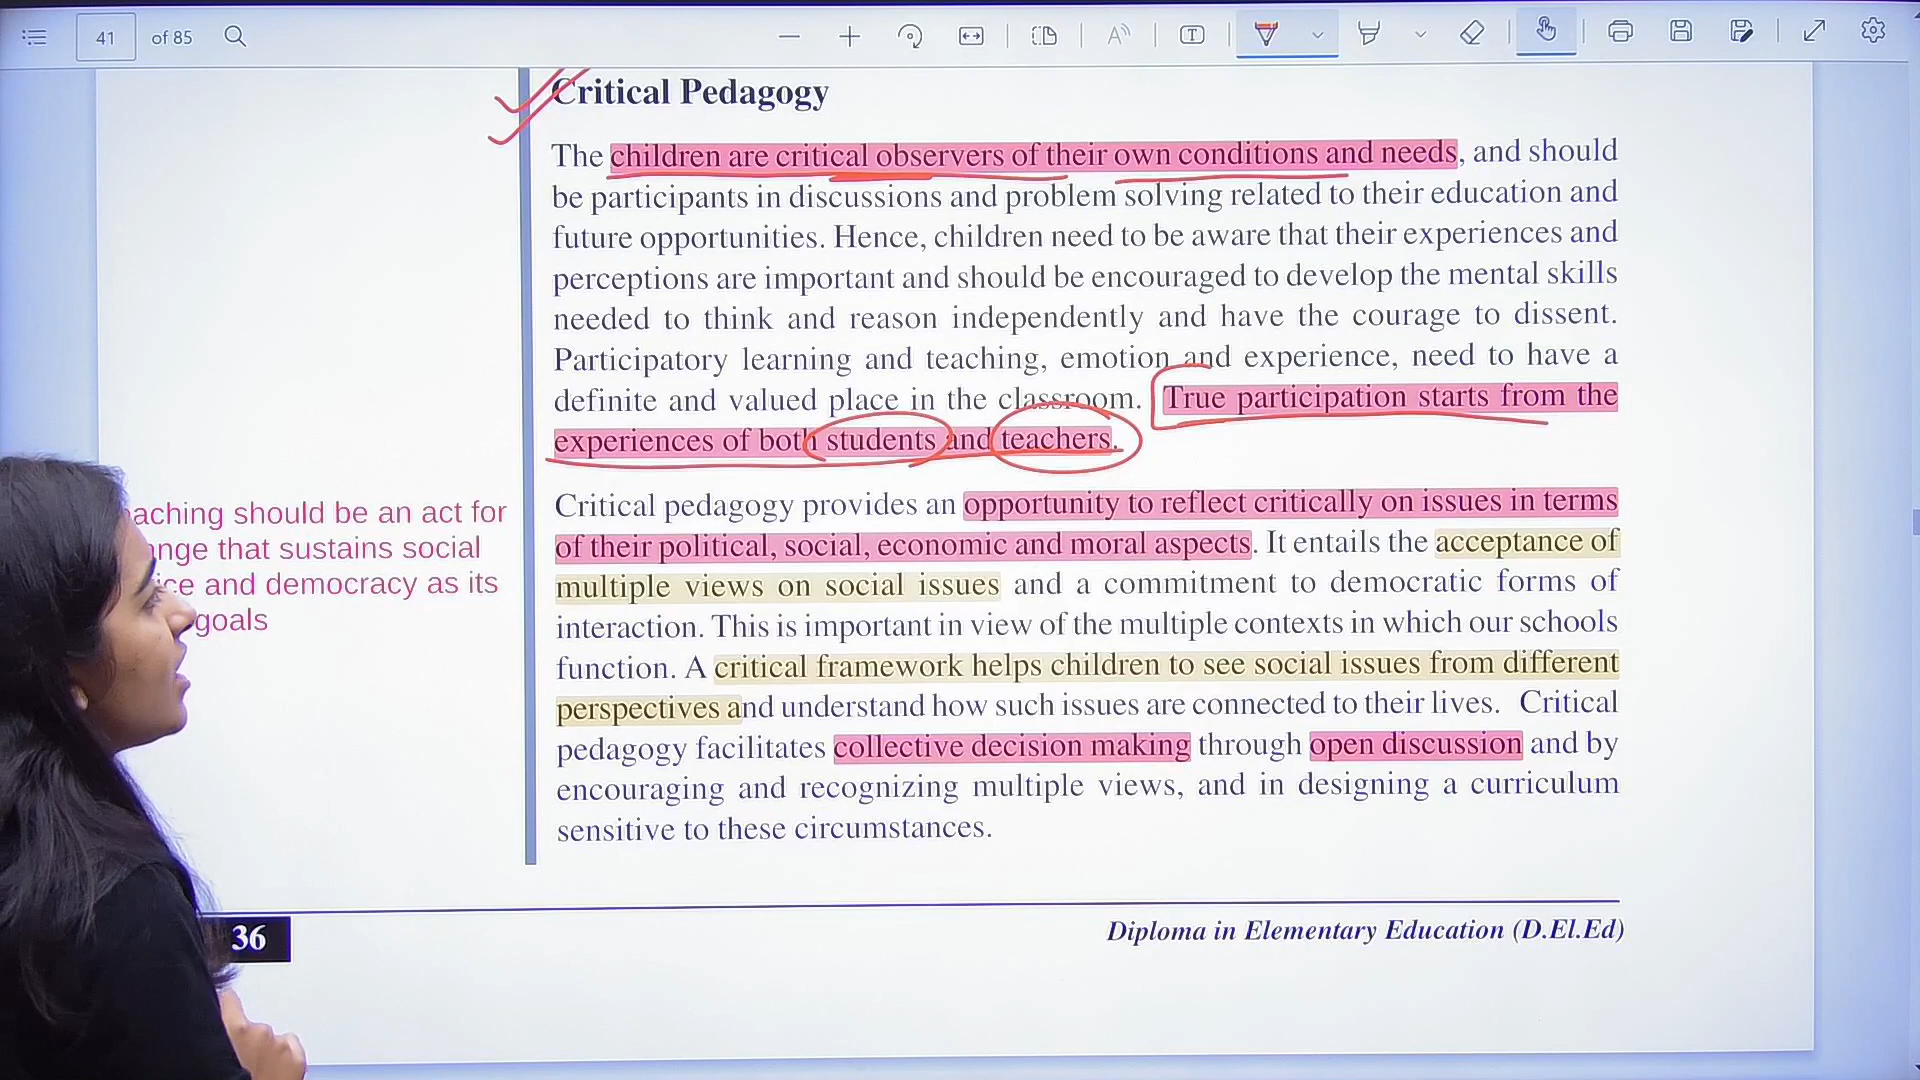 41 of 85
Critical Pedagogy
The children are critical observers of their own conditions and needs, and should
be participants in discussions and problem solving related to their education and
future opportunities. Hence, children need to be aware that their experiences and
perceptions are important and should be encouraged to develop the mental skills
needed to think and reason independently and have the courage to dissent.
Participatory learning and teaching, emotion and experience, need to have a
definite and valued place in the classroom. True participation starts from the
experiences of both students and teachers.
aching should be an act for
nge that sustains social
ice and democracy as its
goals
Critical pedagogy provides an opportunity to reflect critically on issues in terms
of their political, social, economic and moral aspects. It entails the acceptance of
multiple views on social issues and a commitment to democratic forms of
interaction. This is important in view of the multiple contexts in which our schools
function. A critical framework helps children to see social issues from different
perspectives and understand how such issues are connected to their lives. Critical
pedagogy facilitates collective decision making through open discussion and by
encouraging and recognizing multiple views, and in designing a curriculum
sensitive to these circumstances.
36
Diploma in Elementary Education (D.El.Ed)